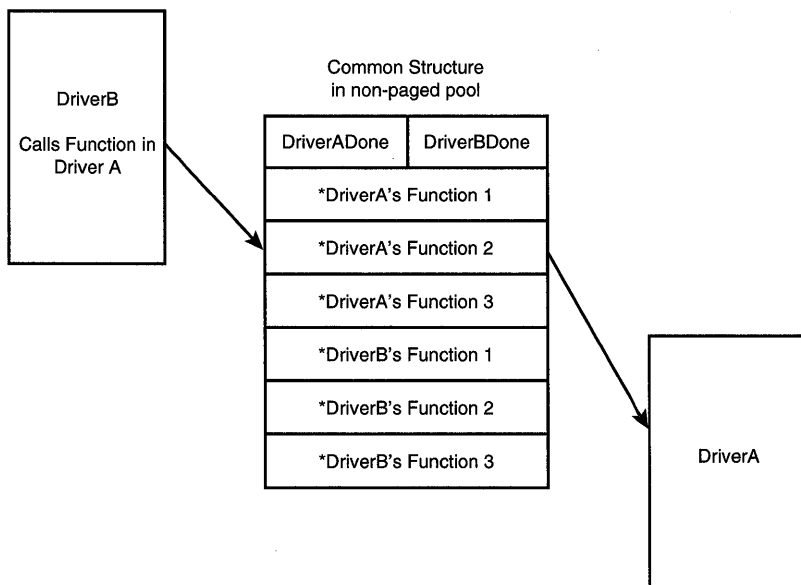 Common Structure
in non-paged pool
DriverB
Calls Function in
Driver A
DriverADone
DriverBDone
*DriverA's Function 1
*DriverA's Function 2
*DriverA's Function 3
*DriverB's Function 1
*DriverB's Function 2
*DriverB's Function 3
DriverA